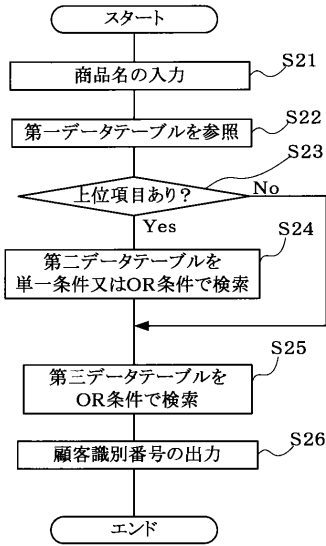 スタート
S21
商品名の入力
S22
第一データテーブルを参照
S23
上位項目あり?
No
Yes
S24
第二データテーブルを
単一条件又はOR条件で検索
S25
第三データテーブルを
OR条件で検索
S26
顧客識別番号の出力
エンド